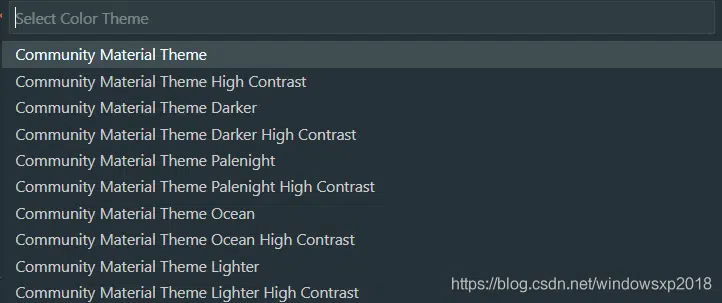 Select Color Theme
Community Material Theme
Community Material Theme High Contrast
Community Material Theme Darker
Community Material Theme Darker High Contrast
Community Material Theme Palenight
Community Material Theme Palenight High Contrast
Community Material Theme Ocean
Community Material Theme Ocean High Contrast
Community Material Theme Lighter
Community Material Theme Lighter High Contrast
https://blog.csdn.net/windowsxp2018